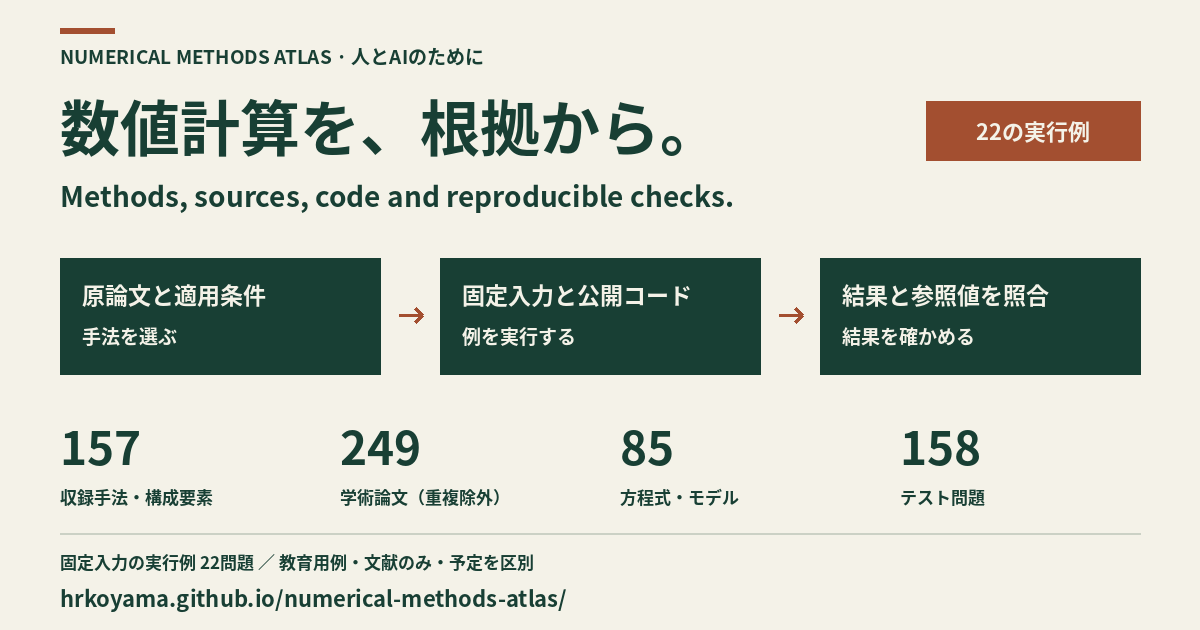 NUMERICAL METHODS ATLAS · 人とAIのために
数値計算を、根拠から。
22の実行例
Methods, sources, code and reproducible checks.
原論文と適用条件
手法を選ぶ
→
固定入力と公開コード
例を実行する
→
結果と参照値を照合
結果を確かめる
157
収録手法・構成要素
249
学術論文（重複除外）
85
方程式・モデル
158
テスト問題
固定入力の実行例 22問題 ／ 教育用例・文献のみ・予定を区別
hrkoyama.github.io/numerical-methods-atlas/